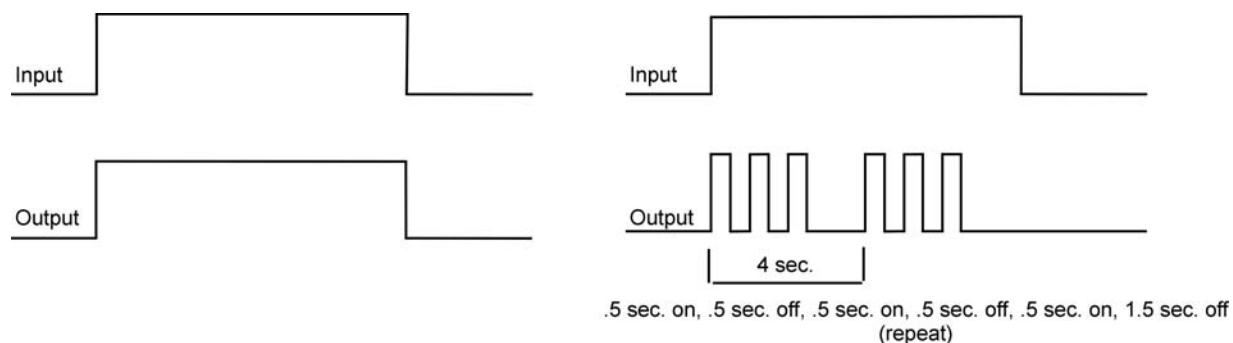 Input
Output
Input
Output
4 sec.
.5 sec. on, .5 sec. off, .5 sec. on, .5 sec. off, .5 sec. on, 1.5 sec. off
(repeat)